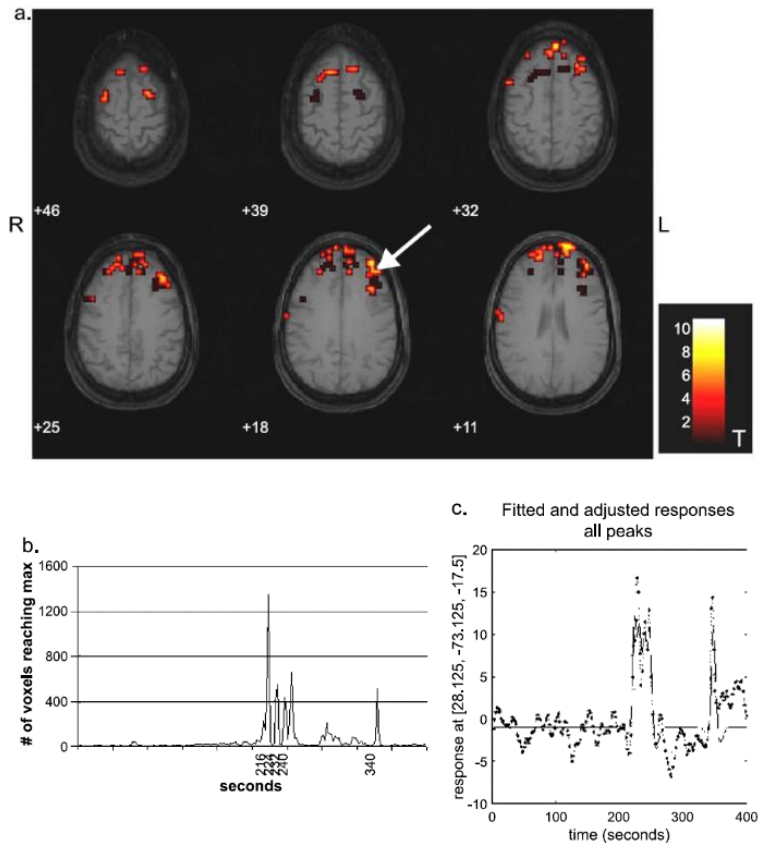 a.
+46
+39
+32
R
L
+25
+18
+11
10
8
6
4
2
T
b.
# of voxels reaching max
1600
1200
800
400
0
216
232
240
340
seconds
c.
Fitted and adjusted responses
all peaks
response at [28.125, -73.125, -17.5]
20
15
10
5
0
-5
-10
0
100
200
300
400
time (seconds)